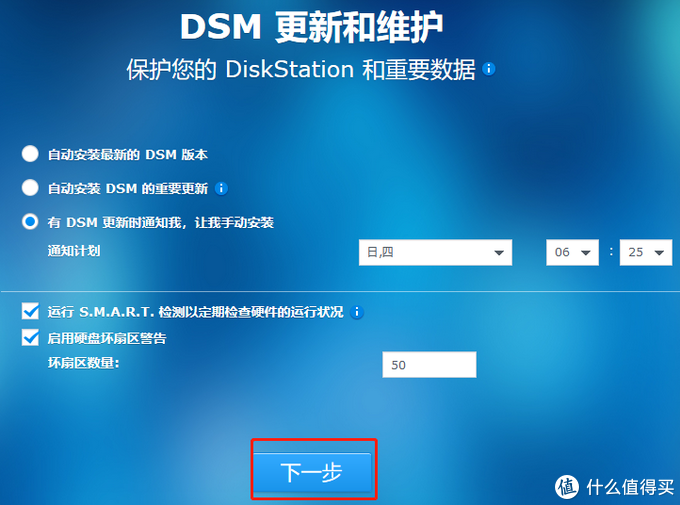 DSM 更新和维护
保护您的 DiskStation 和重要数据
自动安装最新的 DSM 版本
自动安装 DSM 的重要更新
有 DSM 更新时通知我，让我手动安装
通知计划 日,四 06 : 25
运行 S.M.A.R.T. 检测以定期检查硬件的运行状况
启用硬盘坏扇区警告
坏扇区数量: 50
下一步
值 什么值得买